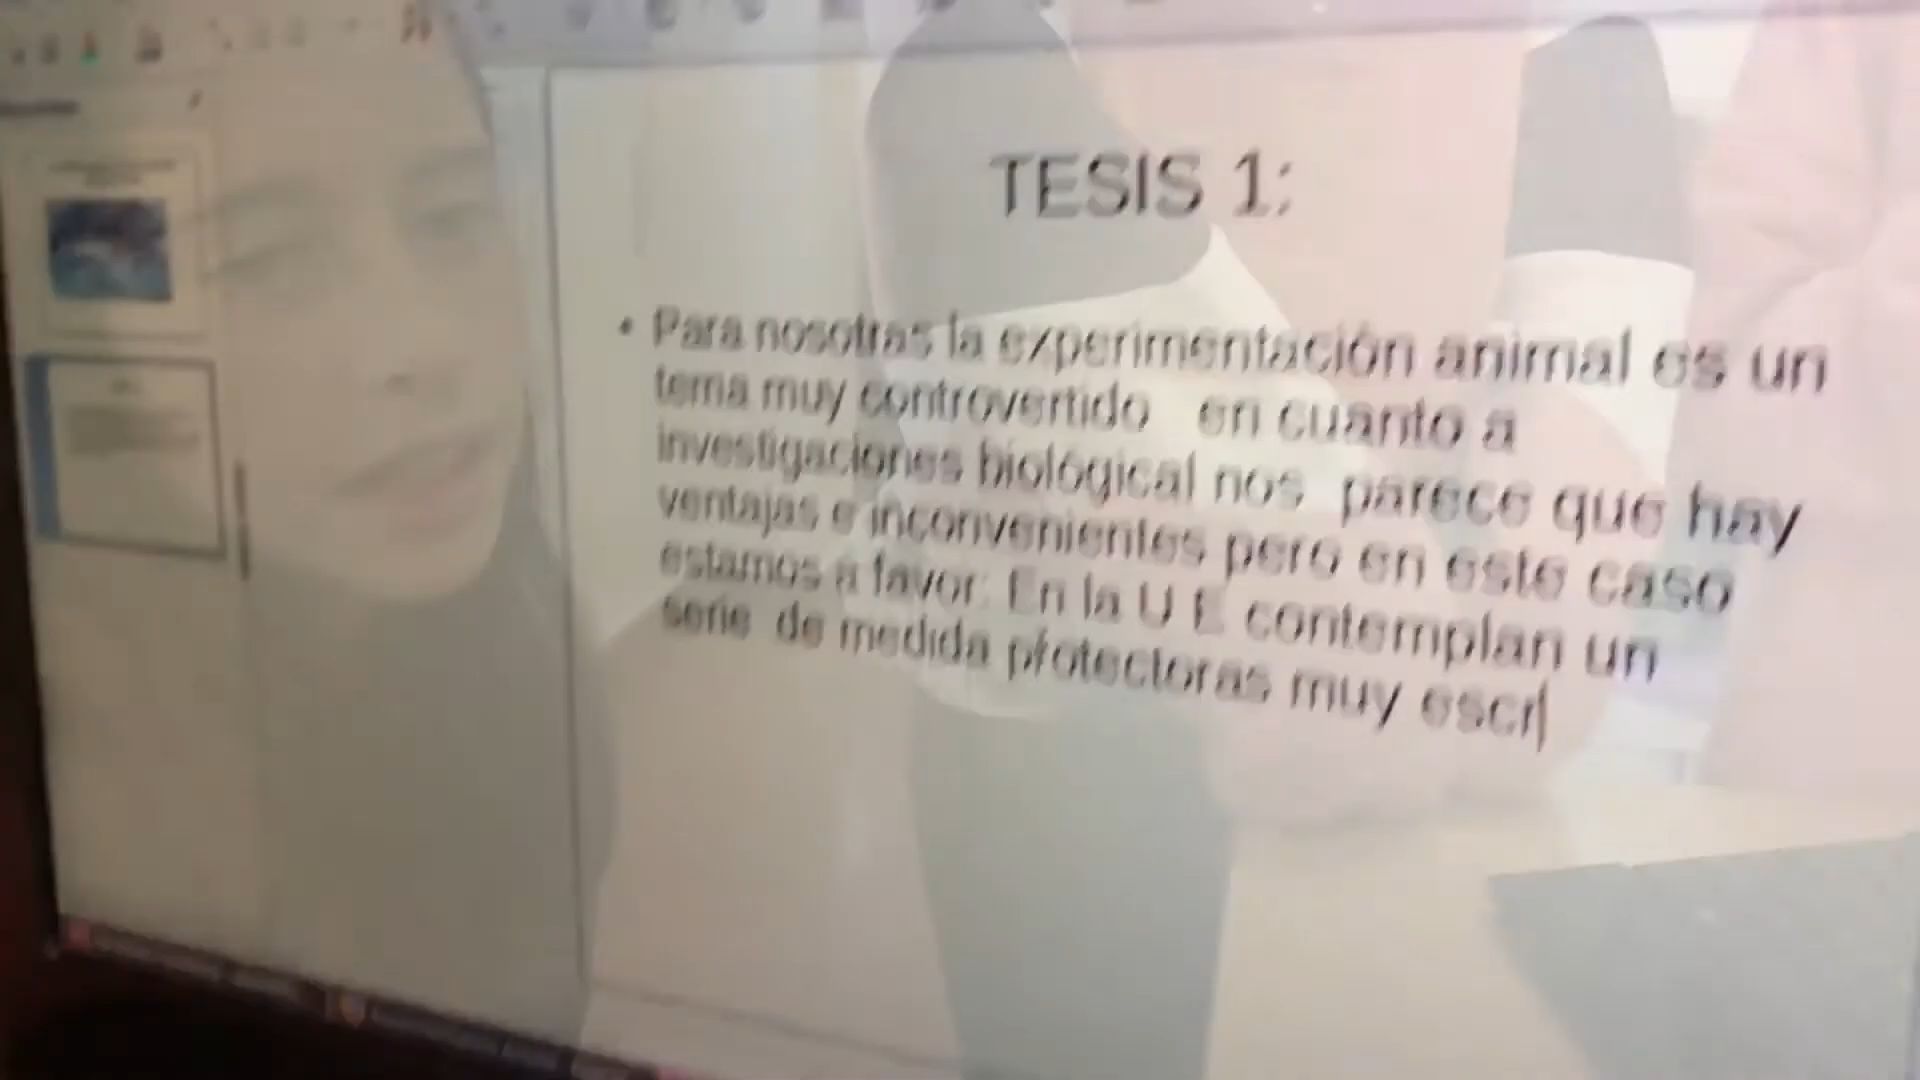 TESIS 1:
• Para nosotras la experimentación animal es un
tema muy controvertido en cuanto a
investigaciones biológical nos parece que hay
ventajas e inconvenientes pero en este caso
estamos a favor: En la U E contemplan un
serie de medida protectoras muy escr